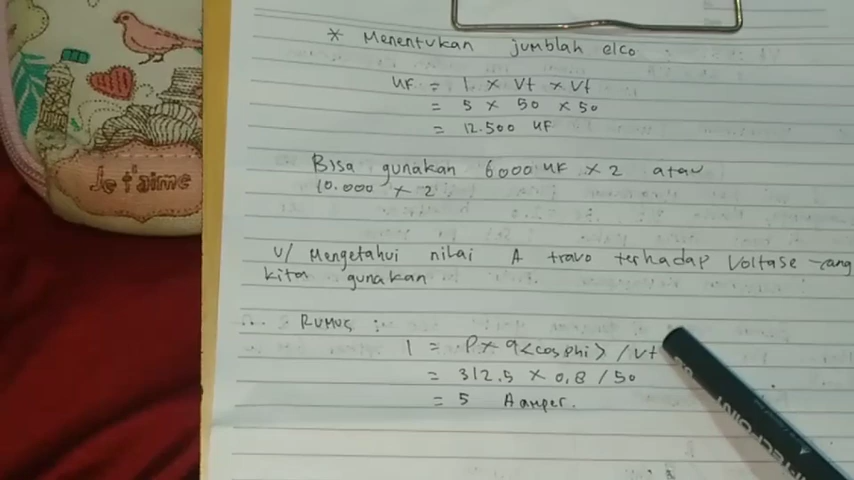 Je t'aime
* Menentukan jumblah elco :
UF = 1 x Vt x Vt
= 5 x 50 x 50
= 12.500 UF
Bisa gunakan 6000 UF x 2 atau
10.000 x 2
U/ Mengetahui nilai A travo terhadap Voltase yang
kita gunakan
RUMUS :
1 = P x q <cos phi> / Vt
= 312.5 x 0,8 / 50
= 5 Aamper.